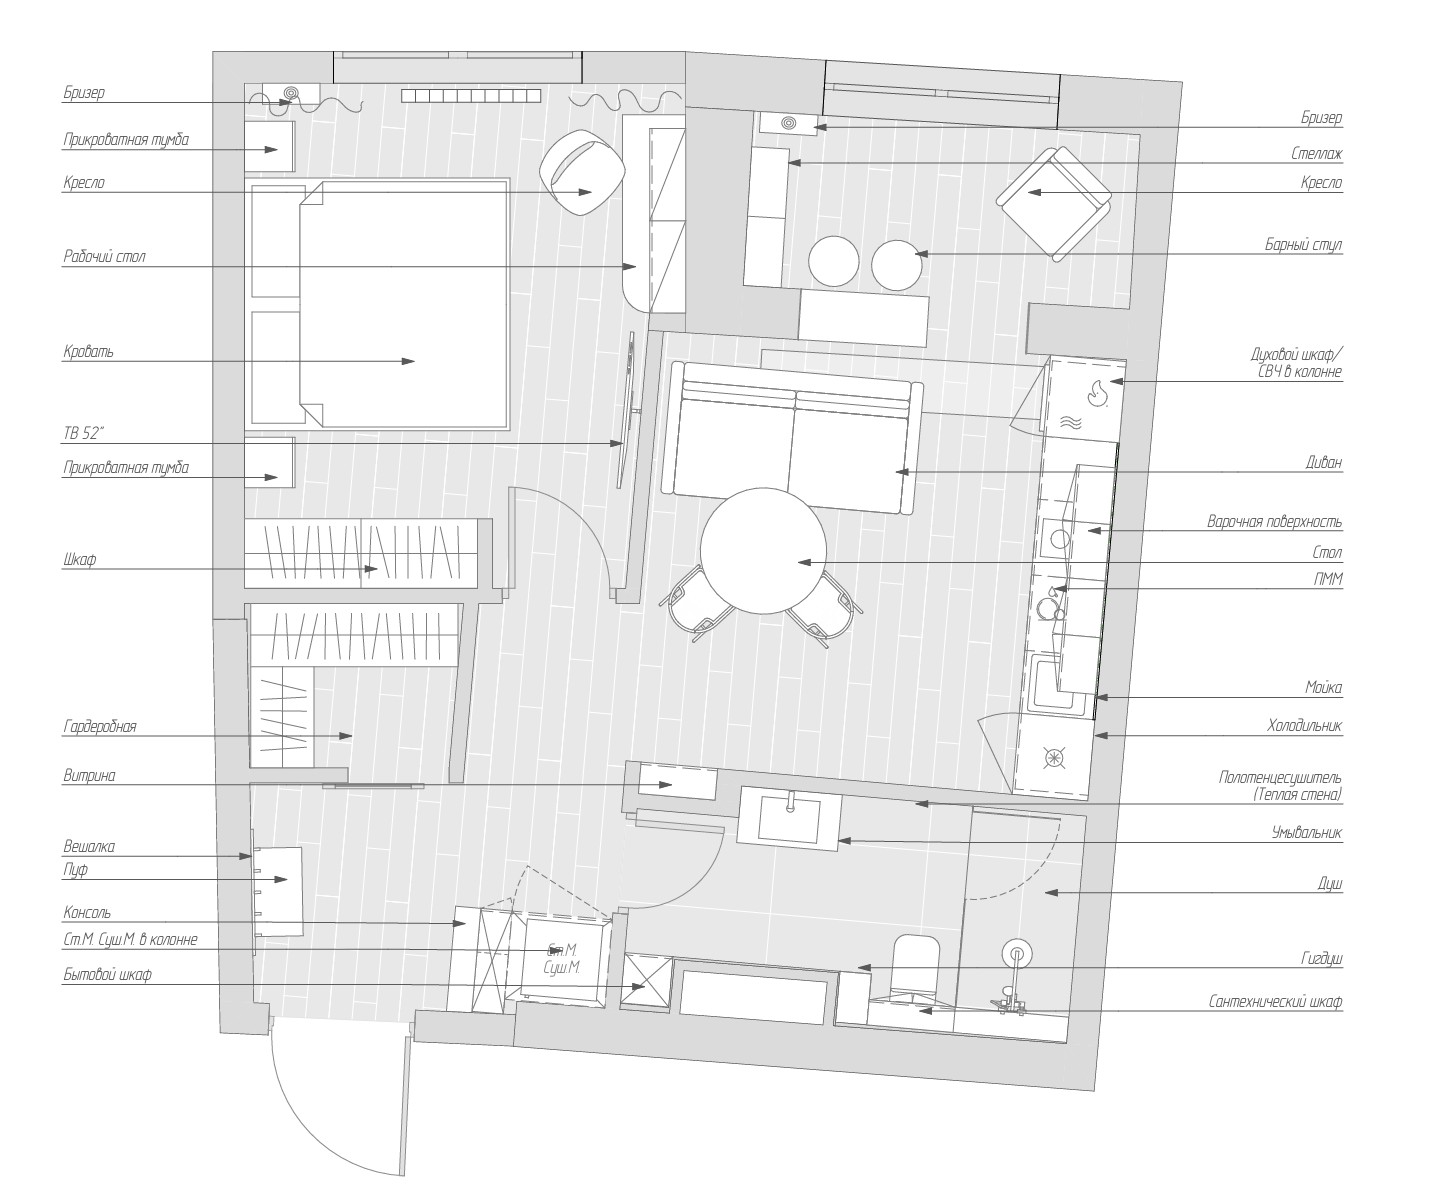 Бризер
Прикроватная тумба
Кресло
Рабочий стол
Кровать
ТВ 52"
Прикроватная тумба
Шкаф
Гардеробная
Витрина
Вешалка
Пуф
Консоль
Ст.М. Суш.М. в колонне
Бытовой шкаф
Ст.М.
Суш.М.
Бризер
Стеллаж
Кресло
Барный стул
Духовой шкаф/
СВЧ в колонне
Диван
Варочная поверхность
Стол
ПММ
Мойка
Холодильник
Полотенцесушитель
(Теплая стена)
Умывальник
Душ
Гигдуш
Сантехнический шкаф